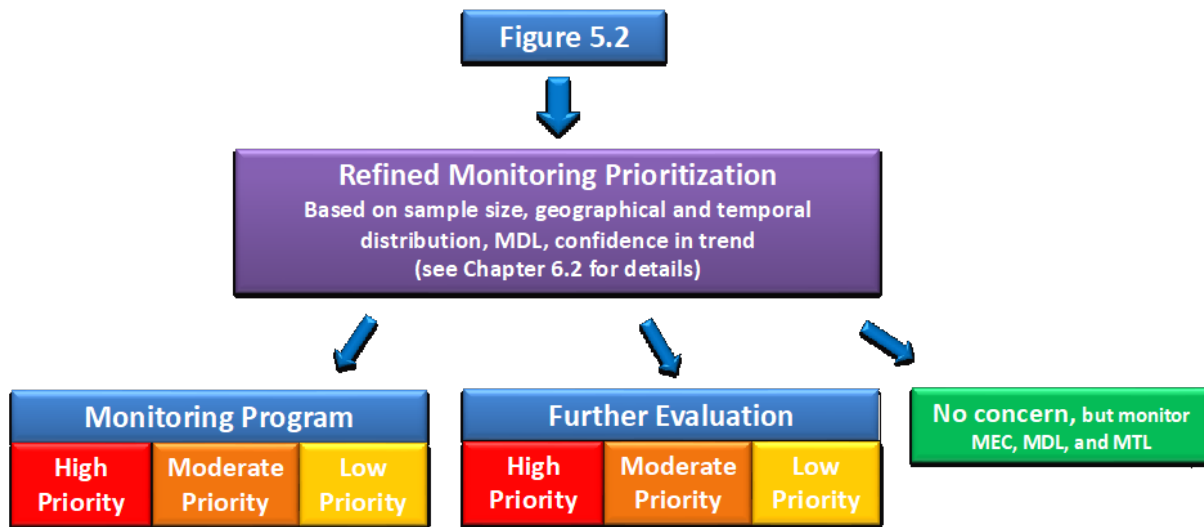 Figure 5.2
Refined Monitoring Prioritization
Based on sample size, geographical and temporal
distribution, MDL, confidence in trend
(see Chapter 6.2 for details)
Monitoring Program
High
Priority
Moderate
Priority
Low
Priority
Further Evaluation
High
Priority
Moderate
Priority
Low
Priority
No concern, but monitor
MEC, MDL, and MTL